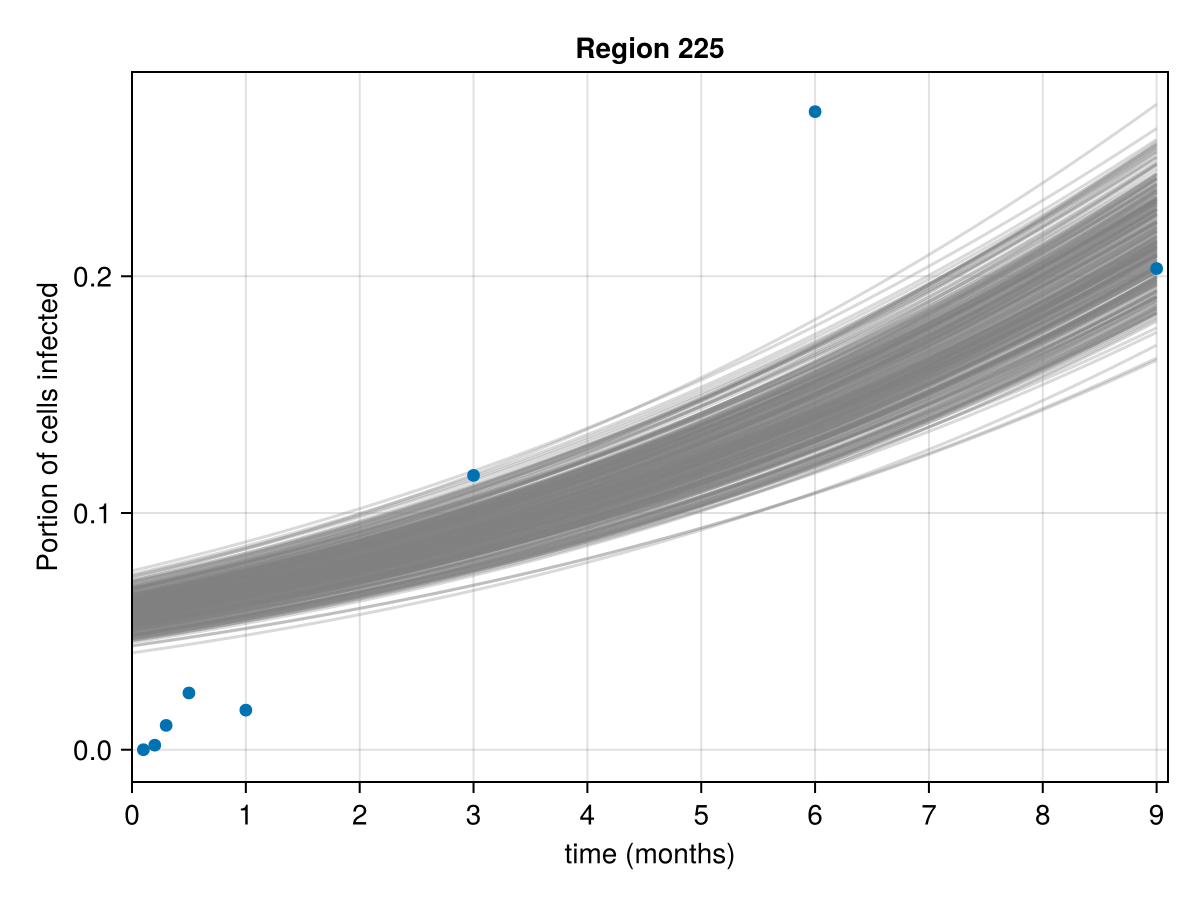 Region 225
Portion of cells infected
0.2
0.1
0.0
0 1 2 3 4 5 6 7 8 9
time (months)